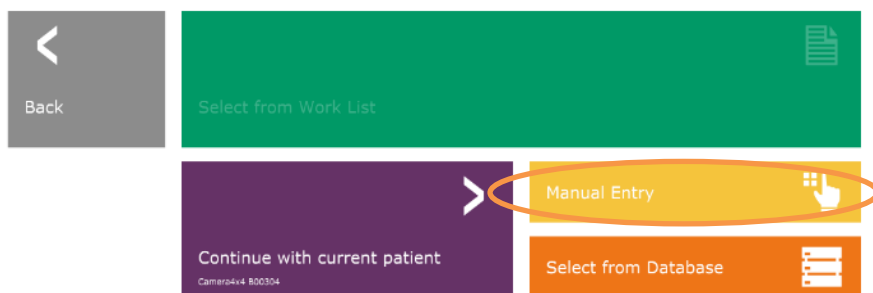 Back
Select from Work List
Manual Entry
Continue with current patient
Camera4x4 B00304
Select from Database